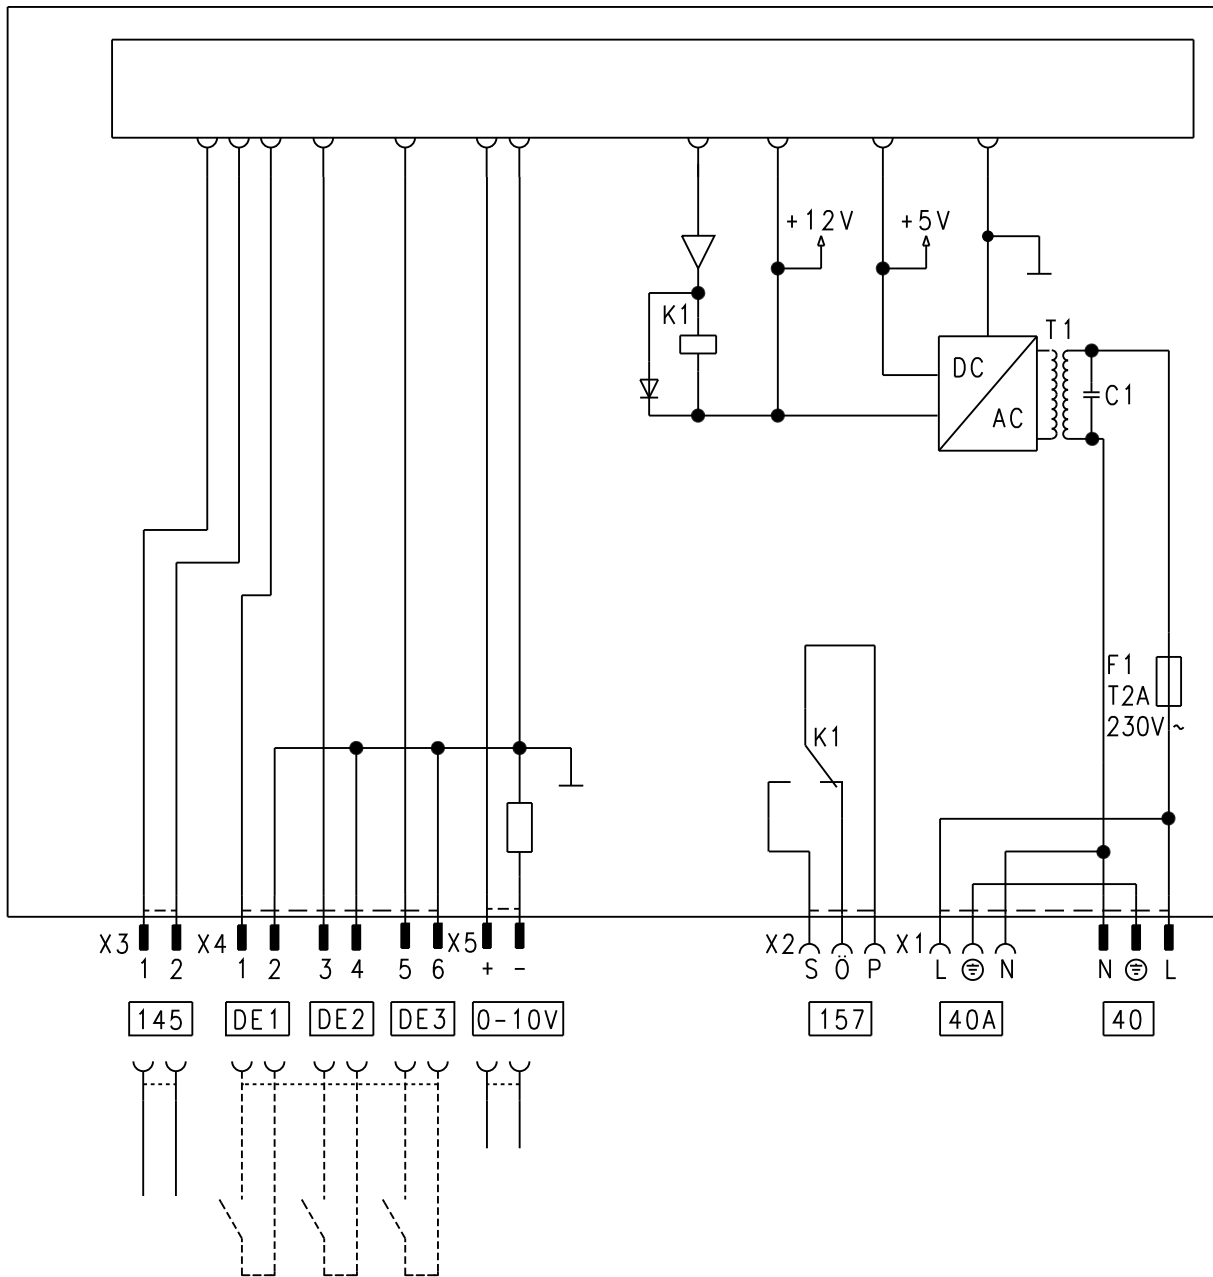 +12V +5V
K1 T1
DC
C1
AC
F1
T2A
K1 230V ~
X3 X4 X5 X2 X1
1 2 1 2 3 4 5 6 + - S Ö P L N N L
145 DE1 DE2 DE3 0-10V 157 40A 40